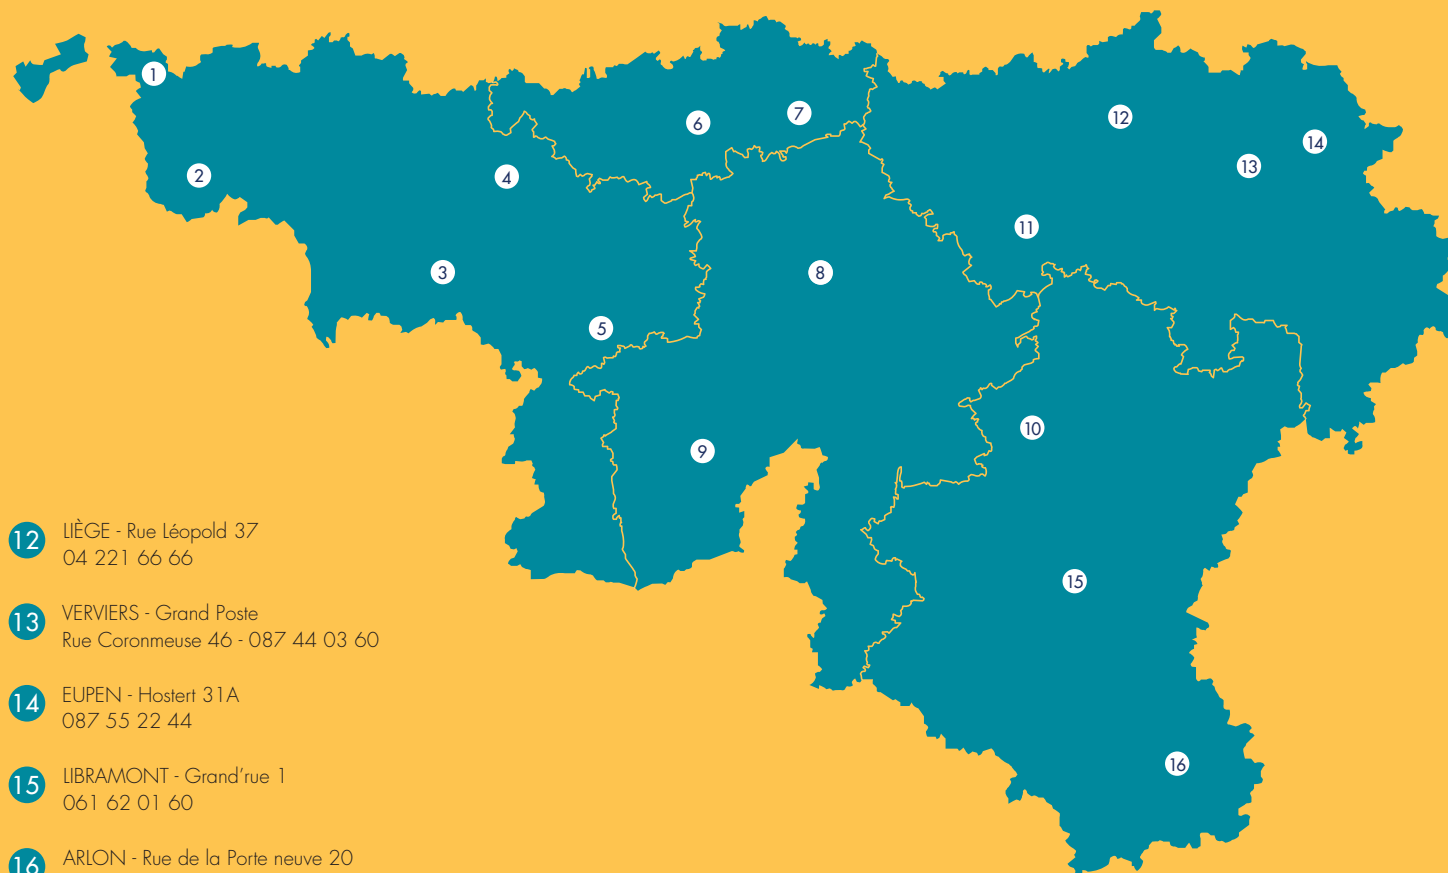 1
2
3
4
5
6
7
8
9
10
11
12
13
14
15
16
12 LIÈGE - Rue Léopold 37
04 221 66 66
13 VERVIERS - Grand Poste
Rue Coronmeuse 46 - 087 44 03 60
14 EUPEN - Hostert 31A
087 55 22 44
15 LIBRAMONT - Grand'rue 1
061 62 01 60
16 ARLON - Rue de la Porte neuve 20